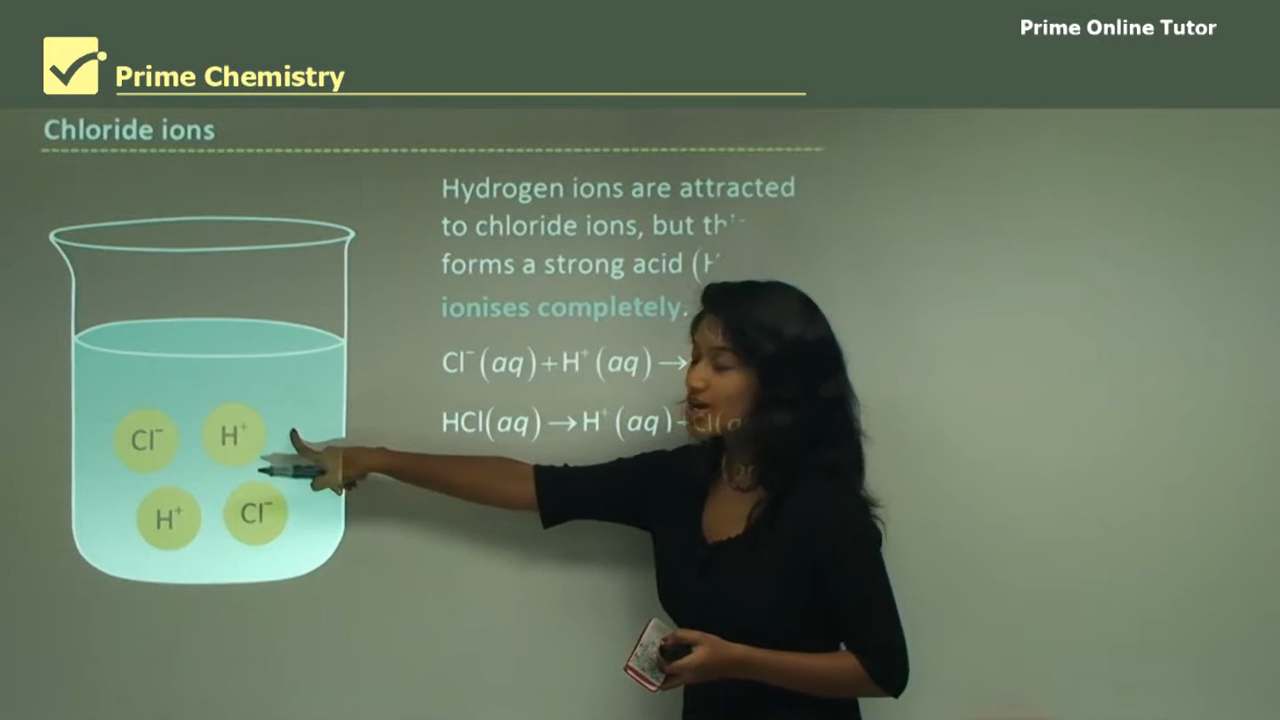 Prime Online Tutor
Prime Chemistry
Chloride ions
Hydrogen ions are attracted
to chloride ions, but
forms a strong acid
ionises completely.
Cl⁻(aq)+H⁺(aq)→
HCl(aq)→H⁺(aq)+Cl(a
Cl⁻ H⁺
H⁺ Cl⁻